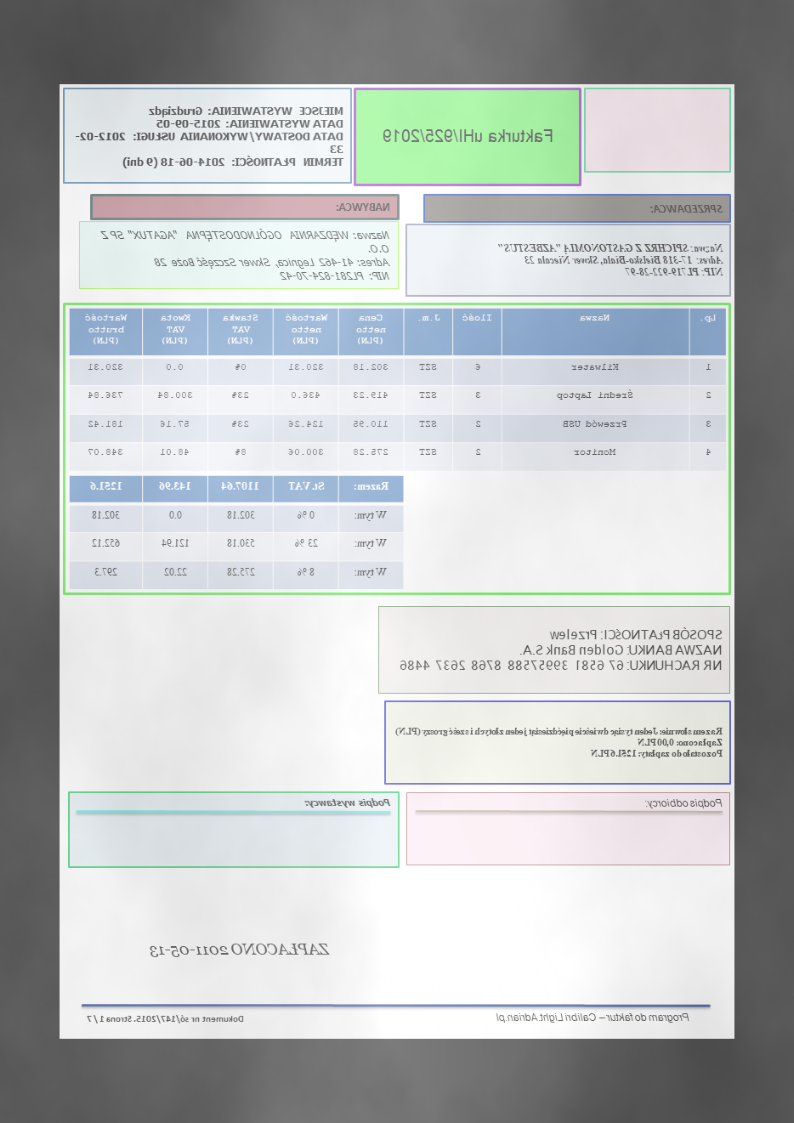 Fakturka uHI/925/2019
MIEJSCE WYSTAWIENIA: Grudziądz
DATA WYSTAWIENIA: 2015-09-05
DATA DOSTAWY/WYKONANIA USŁUGI: 2012-02-
33
TERMIN PŁATNOŚCI: 2014-06-18 (9 dni)
SPRZEDAWCA:
Nazwa: SPICHRZ Z GASTONOMIĄ "AZBESTUS"
Adres: 17-318 Bielsko-Biała, Skwer Niecała 23
NIP: PL719-922-28-97
NABYWCA:
Nazwa: WĘDZARNIA OGÓLNODOSTĘPNA "AGATUX" SP Z
O.O.
Adres: 41-462 Legnica, Skwer Szczęść Boże 28
NIP: PL281-824-70-42
Lp. Nazwa Ilość J.m. Cena netto (PLN) Wartość netto (PLN) Stawka VAT (PLN) Kwota VAT (PLN) Wartość brutto (PLN)
1 Kilwater 6 SZT 302.18 320.31 0% 0.0 320.31
2 Średni Laptop 3 SZT 419.23 436.0 23% 300.84 736.84
3 Przewód USB 2 SZT 110.95 124.26 23% 57.16 181.42
4 Monitor 2 SZT 275.28 300.06 8% 48.01 348.07
Razem: St.VAT 1107.64 143.96 1251.6
W tym: 0 % 302.18 0.0 302.18
W tym: 23 % 530.18 121.94 652.12
W tym: 8 % 275.28 22.02 297.3
SPOSÓB PŁATNOŚCI: Przelew
NAZWA BANKU: Golden Bank S.A.
NR RACHUNKU: 67 6581 39957588 8768 2637 4486
Razem słownie: Jeden tysiąc dwieście pięćdziesiąt jeden złotych i sześć groszy (PLN)
Zapłacono: 0,00 PLN
Pozostało do zapłaty: 1251.6 PLN
Podpis odbiorcy:
Podpis wystawcy:
ZAPŁACONO 2011-05-13
Program do faktur – Calibri Light.Adrian.pl
Dokument nr só/147/2015. Strona 1 / 7